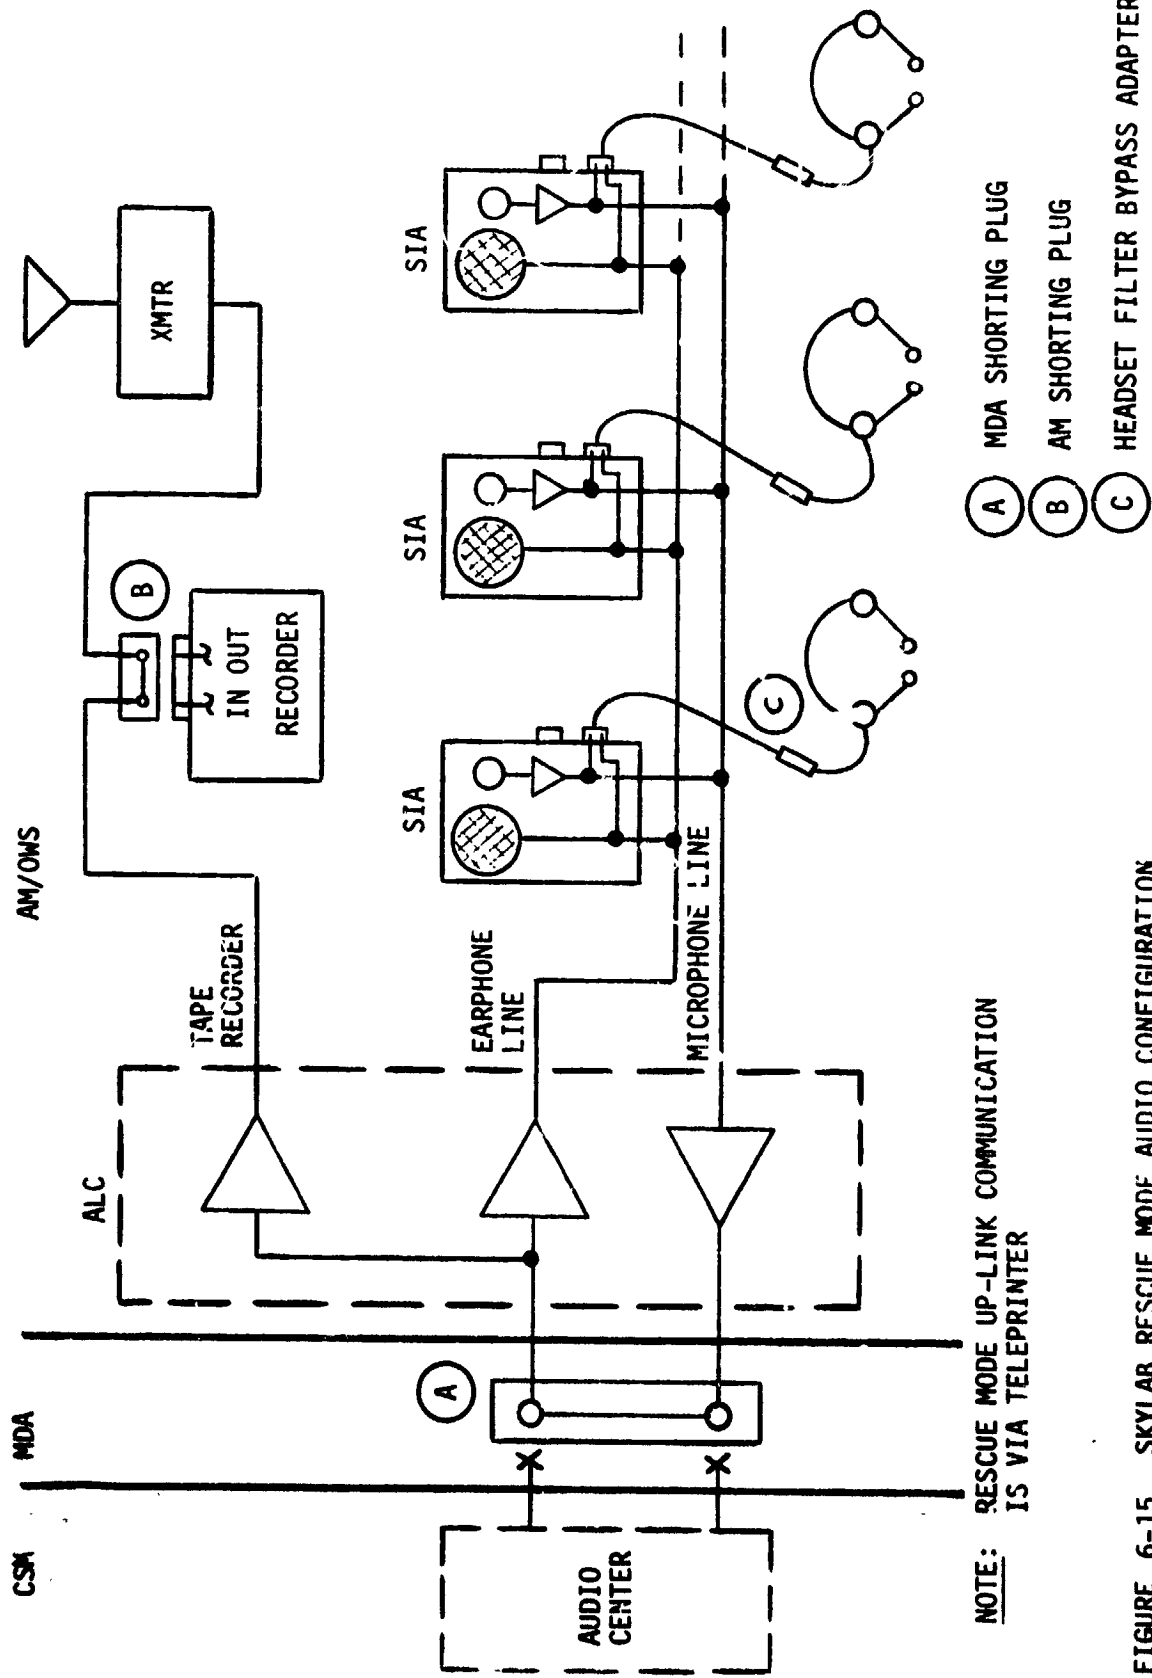 CSM
MDA
AM/OWS
ALC
TAPE
RECORDER
XMTR
B
IN OUT
RECORDER
EARPHONE
LINE
SIA
SIA
SIA
A
AUDIO
CENTER
MICROPHONE LINE
C
NOTE: RESCUE MODE UP-LINK COMMUNICATION
IS VIA TELEPRINTER
A MDA SHORTING PLUG
B AM SHORTING PLUG
C HEADSET FILTER BYPASS ADAPTER
FIGURE 6-15 SKYLAB RESCUE MODE AUDIO CONFIGURATION